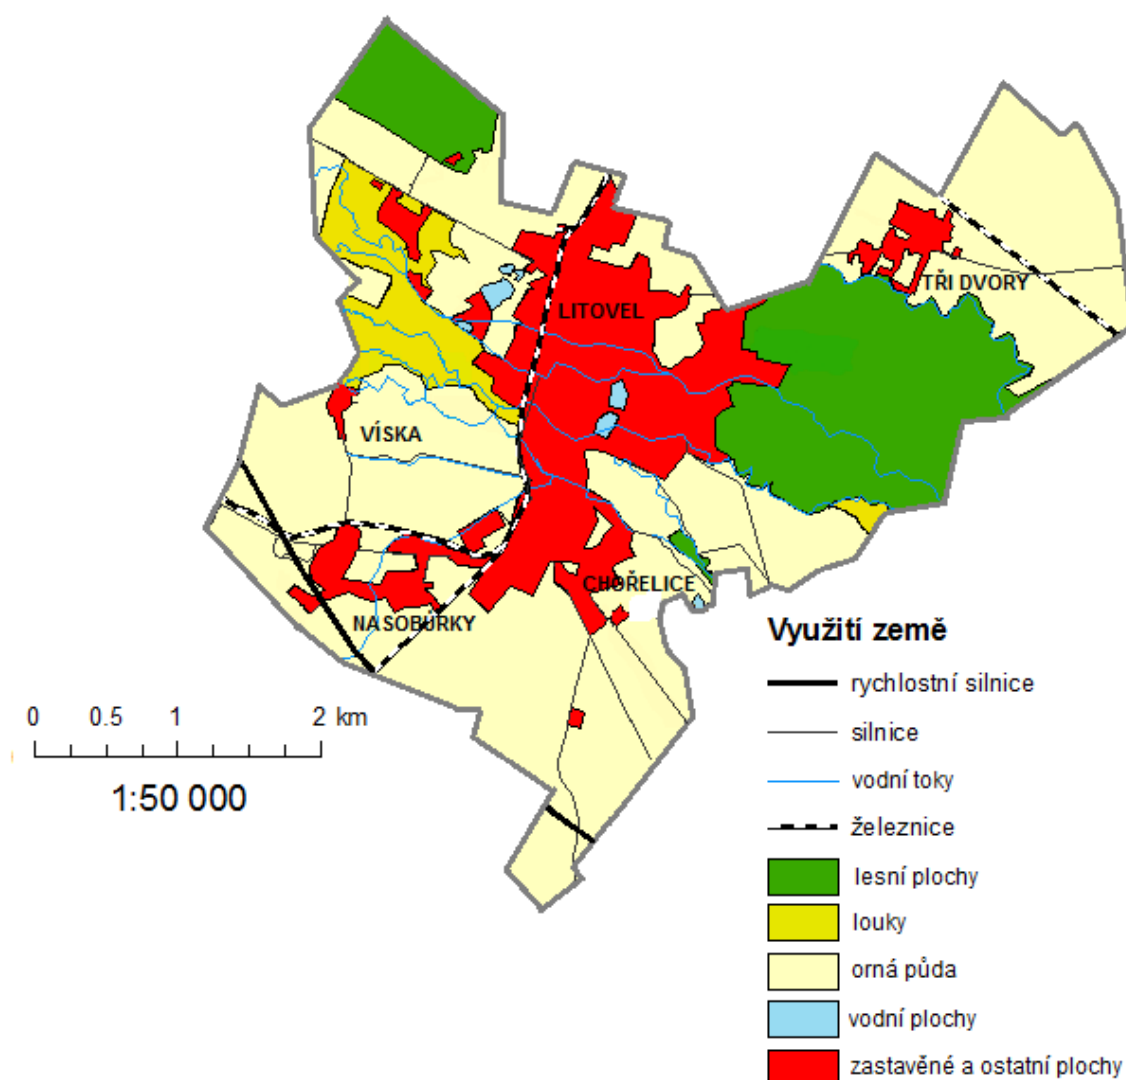 LITOVEL
TŘI DVORY
VÍSKA
CHOŘELICE
NASOBŮRKY
0 0.5 1 2 km
1:50 000
Využití země
rychlostní silnice
silnice
vodní toky
železnice
lesní plochy
louky
orná půda
vodní plochy
zastavěné a ostatní plochy